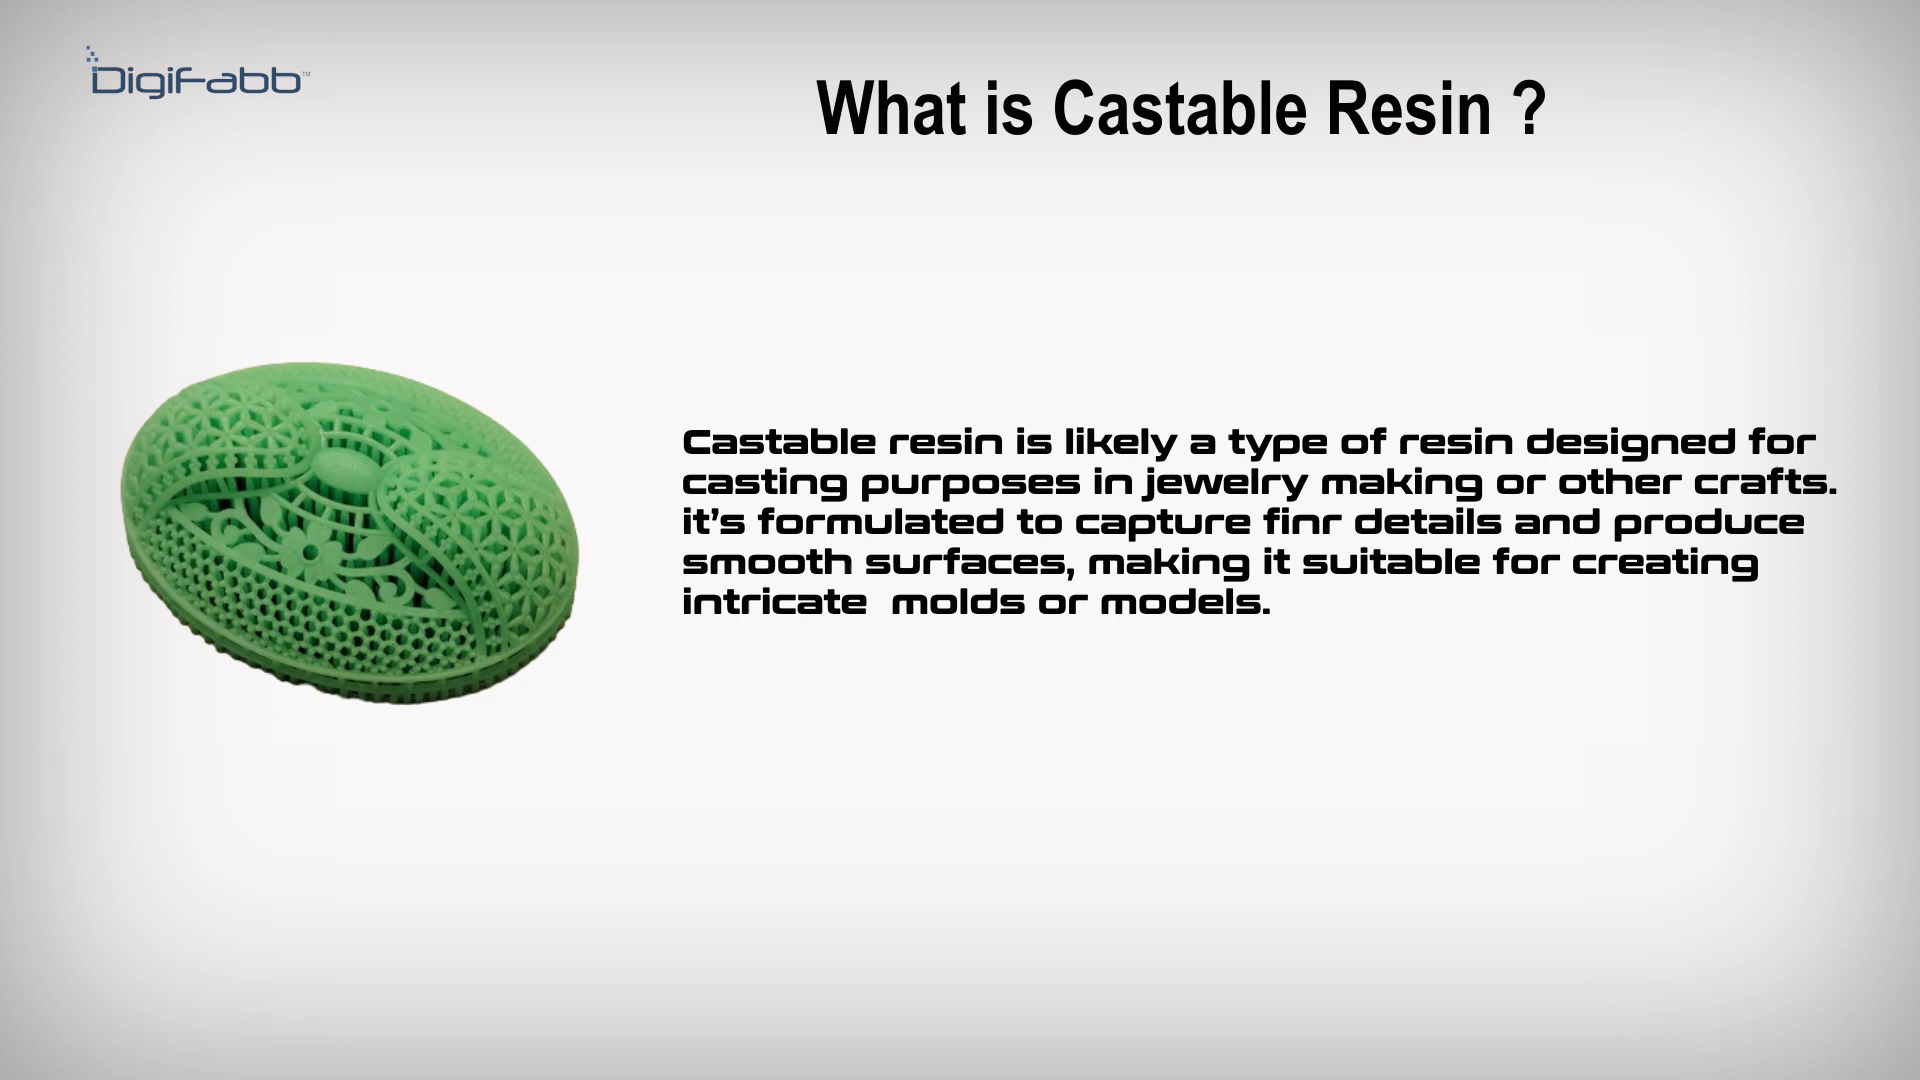 DigiFabb™
What is Castable Resin ?
Castable resin is likely a type of resin designed for
casting purposes in jewelry making or other crafts.
it's formulated to capture finr details and produce
smooth surfaces, making it suitable for creating
intricate  molds or models.